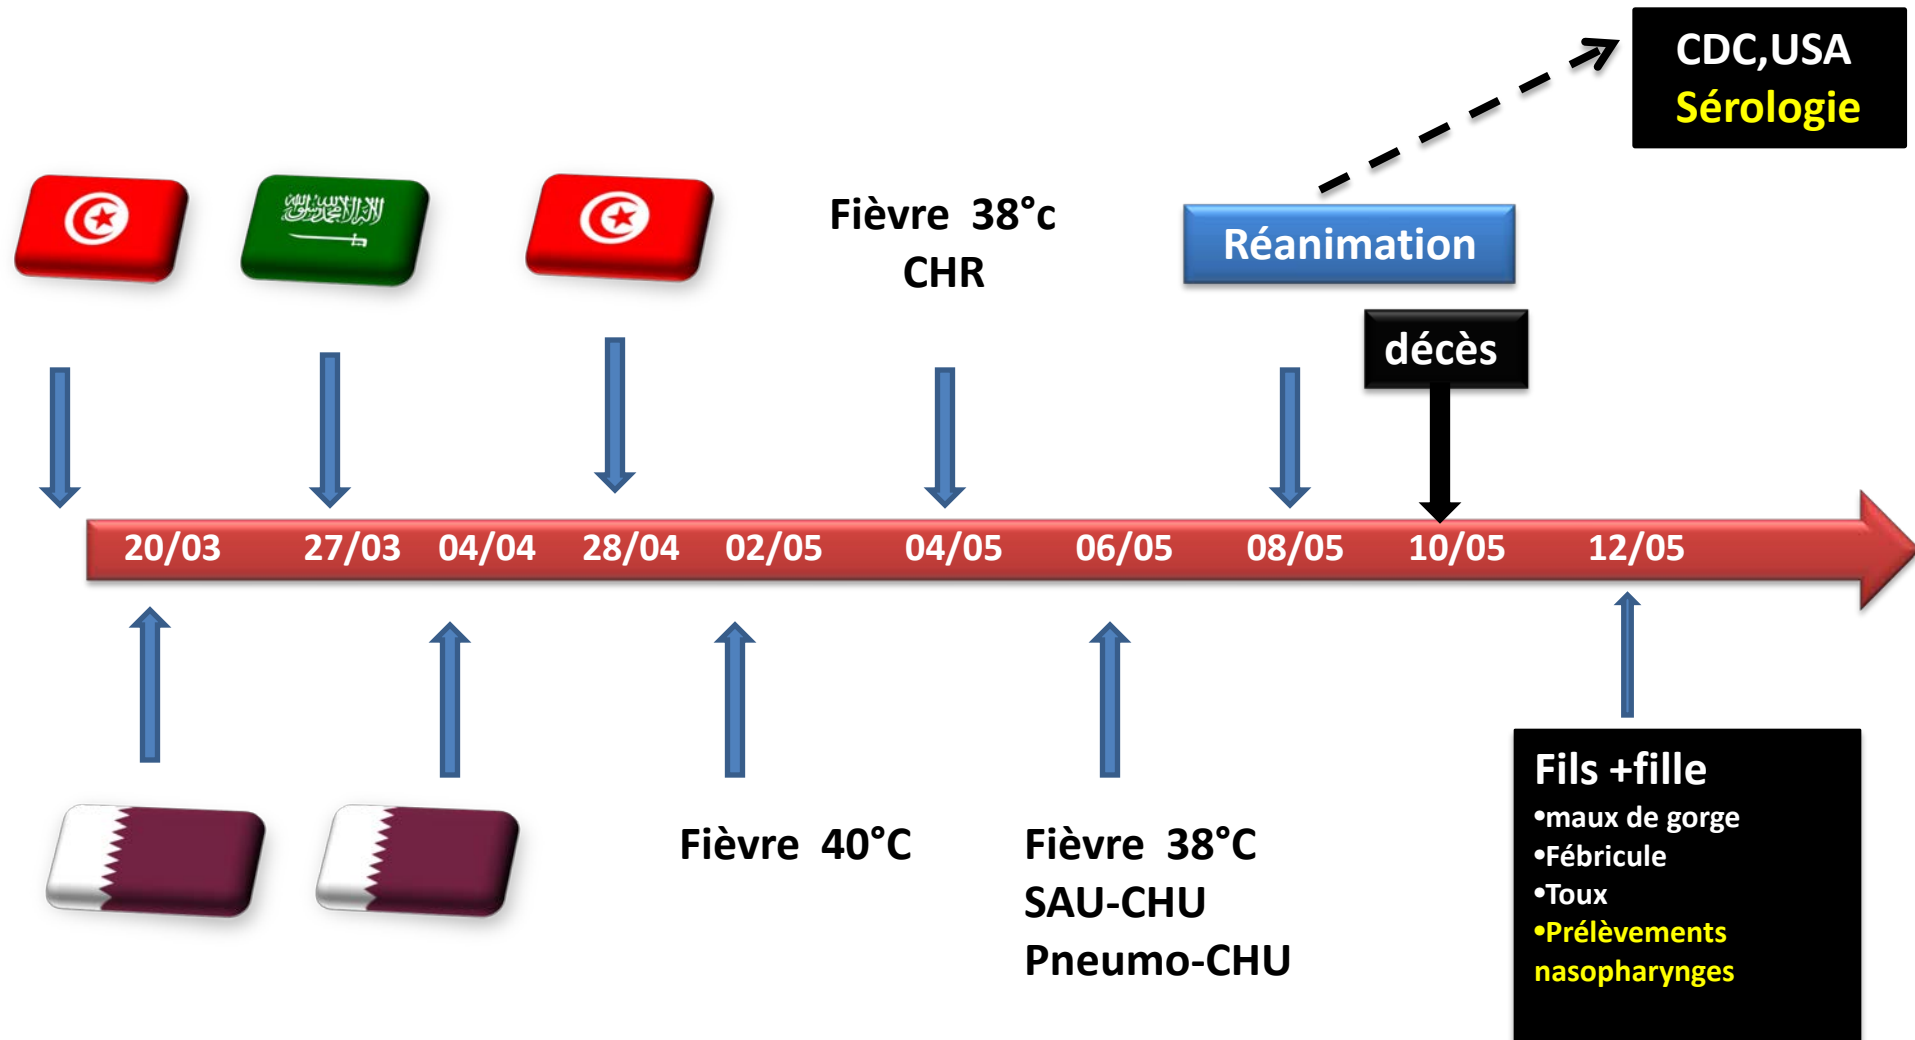 CDC,USA
Sérologie
Fièvre 38°c
CHR
Réanimation
décès
20/03 27/03 04/04 28/04 02/05 04/05 06/05 08/05 10/05 12/05
Fièvre 40°C
Fièvre 38°C
SAU-CHU
Pneumo-CHU
Fils +fille
•maux de gorge
•Fébricule
•Toux
•Prélèvements
nasopharynges